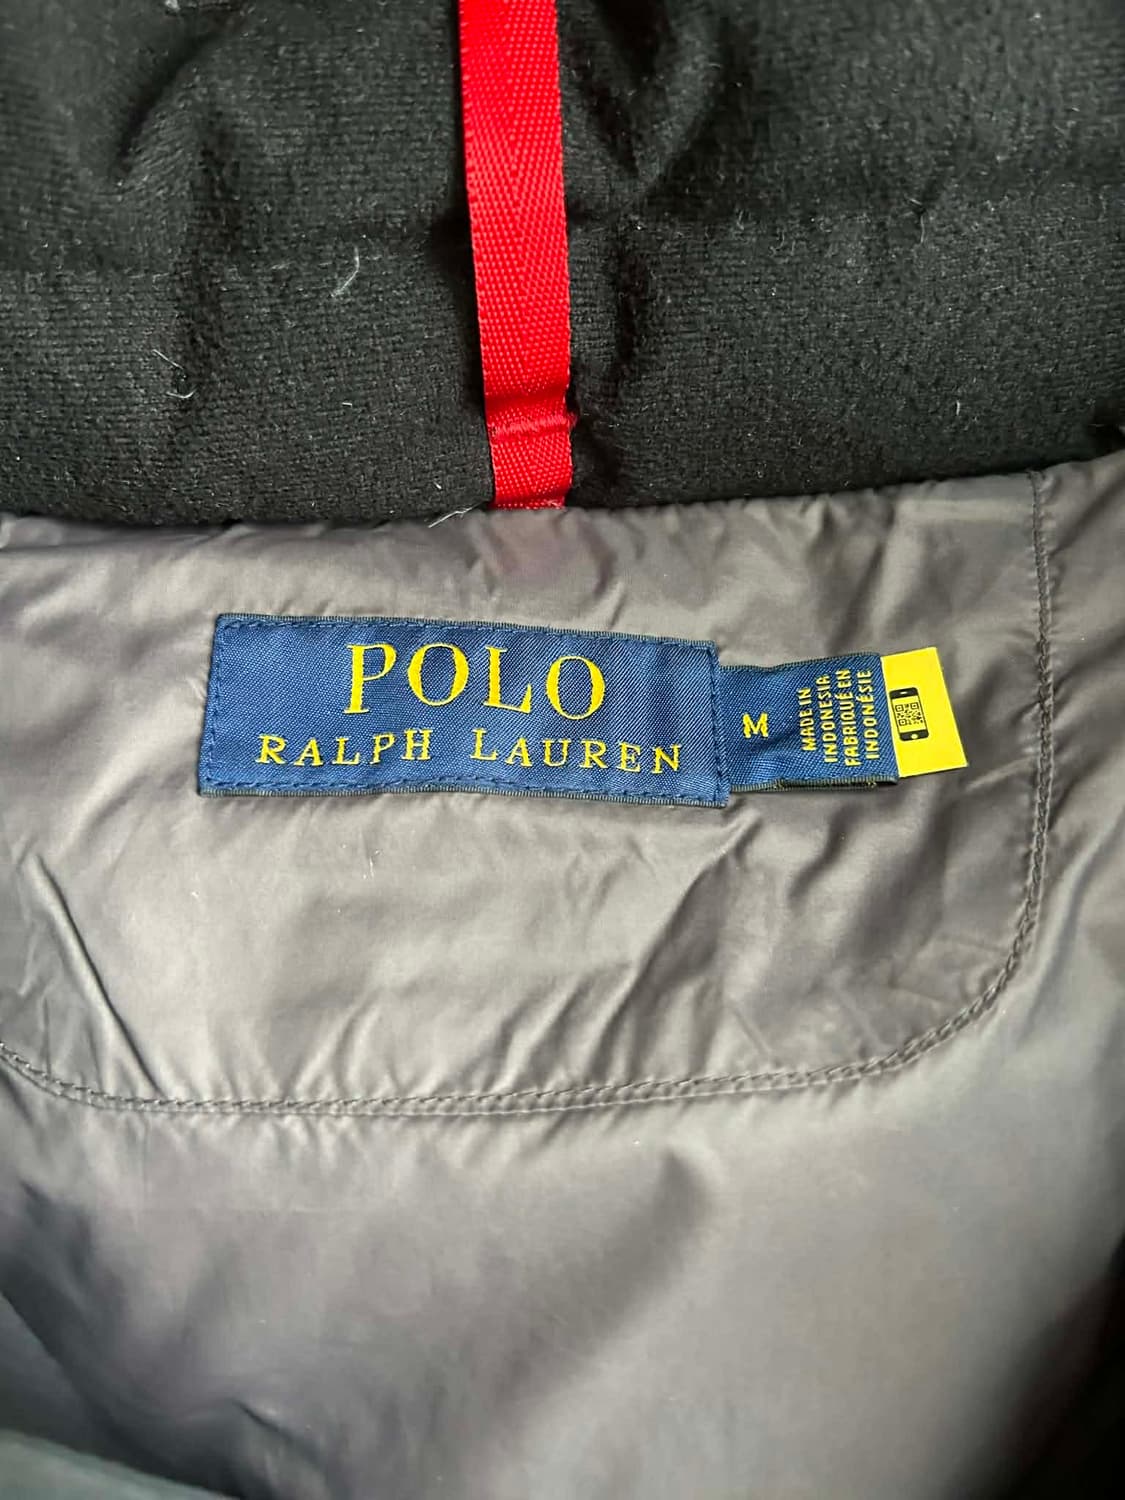 POLO
RALPH LAUREN
M
MADE IN
INDONESIA
FABRIQUÉ EN
INDONÉSIE